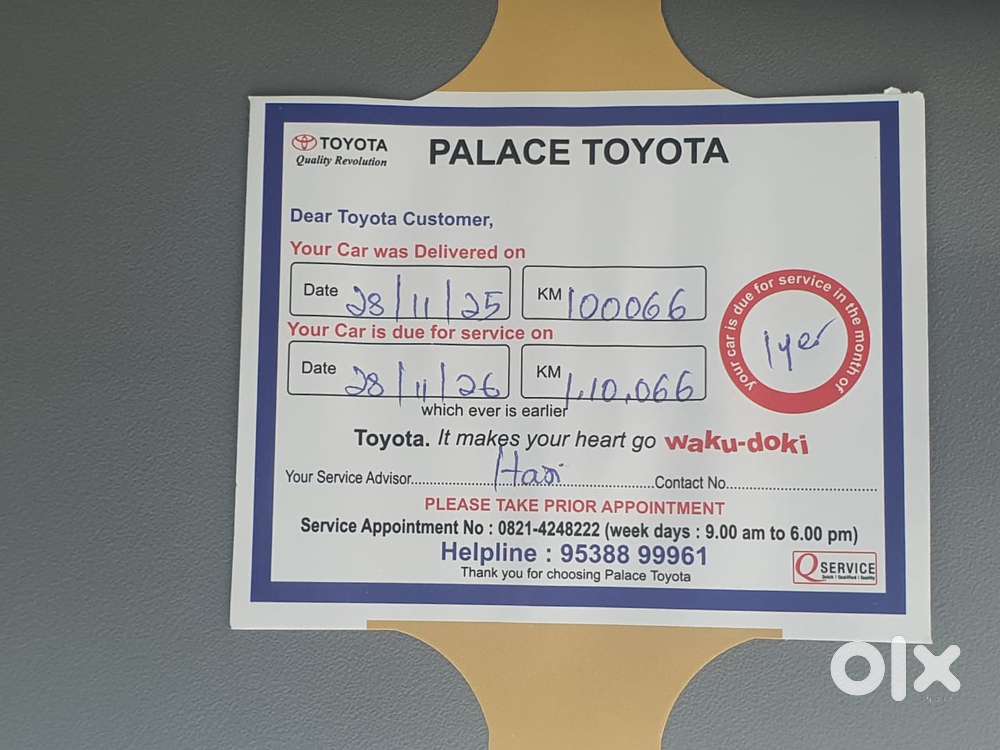 TOYOTA
Quality Revolution
PALACE TOYOTA
Dear Toyota Customer,
Your Car was Delivered on
Date 28/11/25
KM 100066
Your Car is due for service on
Date 28/11/26
KM 1,10,066
which ever is earlier
your car is due for service in the month of
1yer
Toyota. It makes your heart go waku-doki
Your Service Advisor.......Hari.......Contact No.......
PLEASE TAKE PRIOR APPOINTMENT
Service Appointment No : 0821-4248222 (week days : 9.00 am to 6.00 pm)
Helpline : 95388 99961
Thank you for choosing Palace Toyota
Q SERVICE
Quick | Qualified | Quality
olx